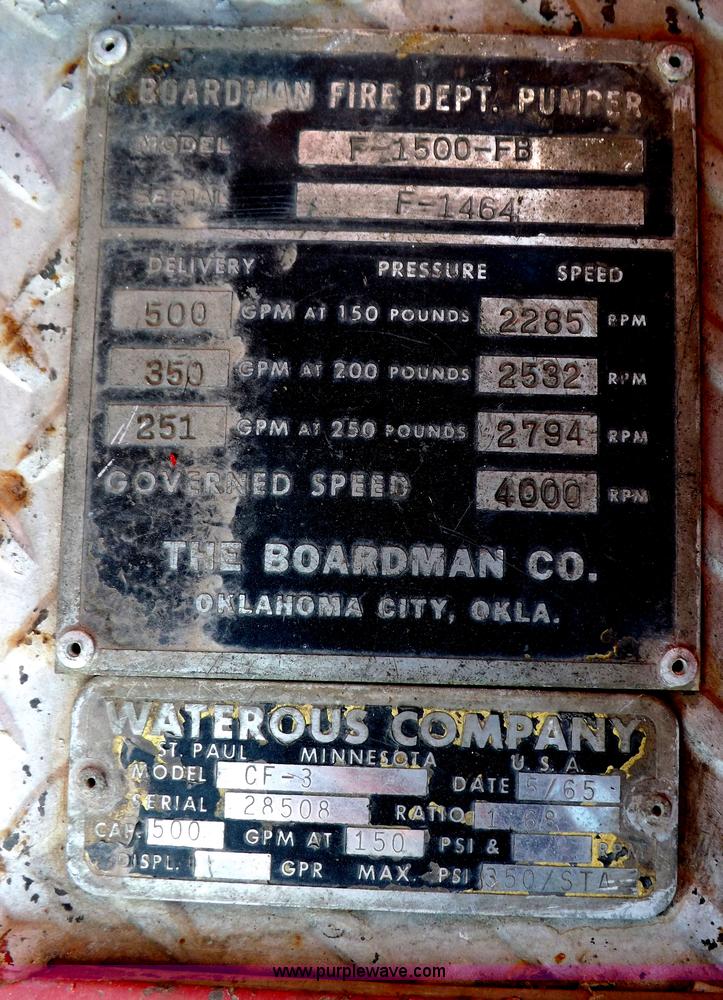 BOARDMAN FIRE DEPT. PUMPER
MODEL F-1500-FB
SERIAL F-1464
DELIVERY PRESSURE SPEED
500 GPM AT 150 POUNDS 2285 RPM
350 GPM AT 200 POUNDS 2532 RPM
251 GPM AT 250 POUNDS 2794 RPM
GOVERNED SPEED 4000 RPM
THE BOARDMAN CO.
OKLAHOMA CITY, OKLA.
WATEROUS COMPANY
ST. PAUL MINNESOTA U.S.A.
MODEL CF-3 DATE 5/65
SERIAL 28508 RATIO
CAP. 500 GPM AT 150 PSI &
DISPL. GPR MAX. PSI 350/STA
www.purplewave.com